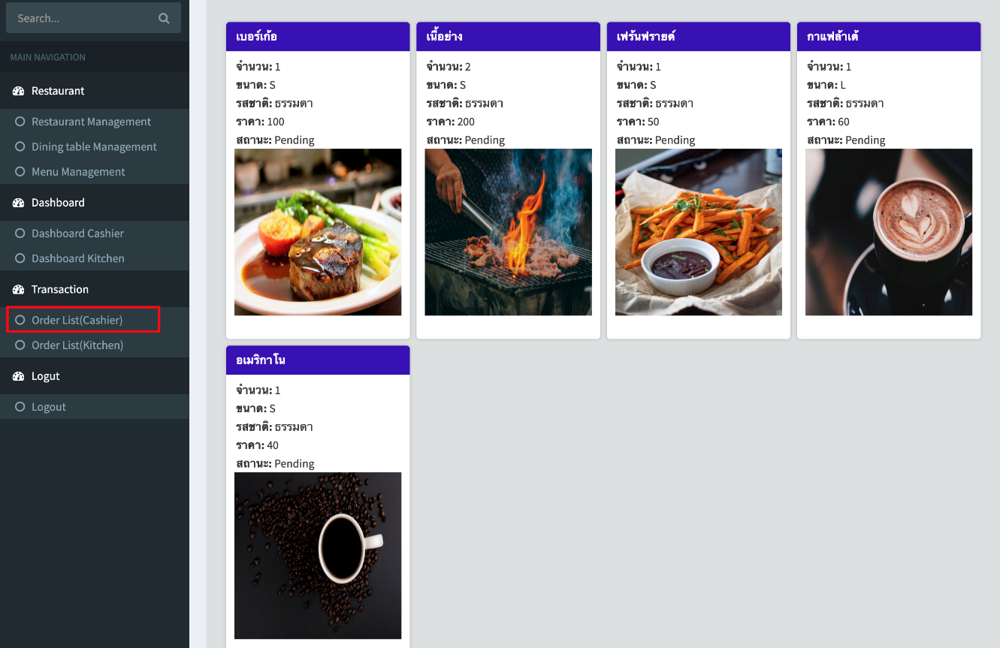 Search...
MAIN NAVIGATION
Restaurant
Restaurant Management
Dining table Management
Menu Management
Dashboard
Dashboard Cashier
Dashboard Kitchen
Transaction
Order List(Cashier)
Order List(Kitchen)
Logut
Logout
เบอร์เก้อ
จำนวน: 1
ขนาด: S
รสชาติ: ธรรมดา
ราคา: 100
สถานะ: Pending
เนื้อย่าง
จำนวน: 2
ขนาด: S
รสชาติ: ธรรมดา
ราคา: 200
สถานะ: Pending
เฟร้นฟรายด์
จำนวน: 1
ขนาด: S
รสชาติ: ธรรมดา
ราคา: 50
สถานะ: Pending
กาแฟล้าเต้
จำนวน: 1
ขนาด: L
รสชาติ: ธรรมดา
ราคา: 60
สถานะ: Pending
อเมริกาโน
จำนวน: 1
ขนาด: S
รสชาติ: ธรรมดา
ราคา: 40
สถานะ: Pending